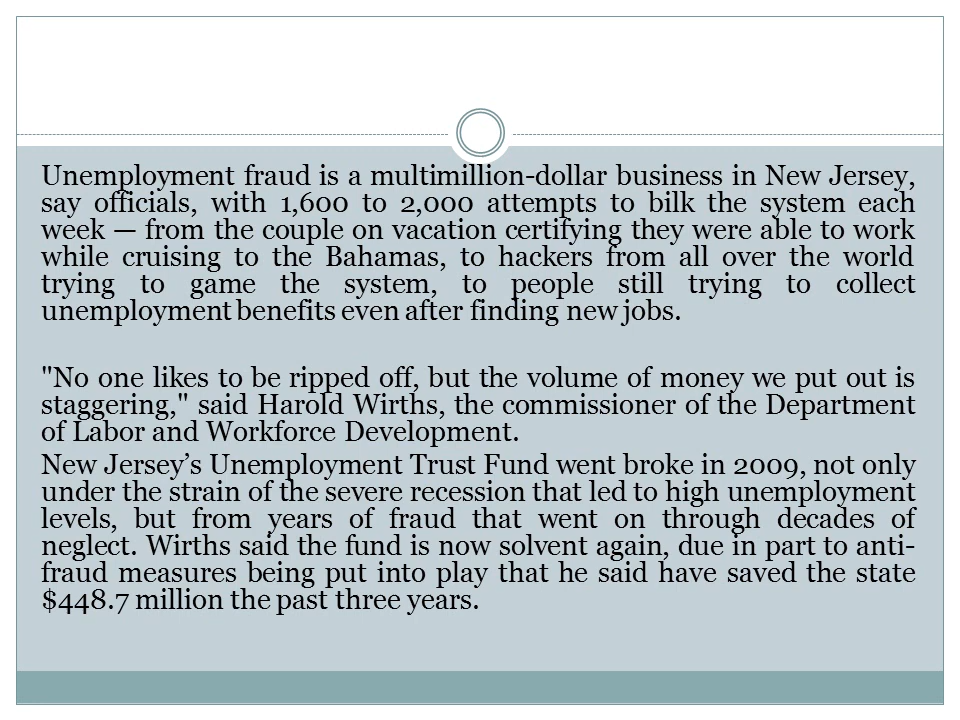 Unemployment fraud is a multimillion-dollar business in New Jersey,
say officials, with 1,600 to 2,000 attempts to bilk the system each
week — from the couple on vacation certifying they were able to work
while cruising to the Bahamas, to hackers from all over the world
trying to game the system, to people still trying to collect
unemployment benefits even after finding new jobs.
"No one likes to be ripped off, but the volume of money we put out is
staggering," said Harold Wirths, the commissioner of the Department
of Labor and Workforce Development.
New Jersey’s Unemployment Trust Fund went broke in 2009, not only
under the strain of the severe recession that led to high unemployment
levels, but from years of fraud that went on through decades of
neglect. Wirths said the fund is now solvent again, due in part to anti-
fraud measures being put into play that he said have saved the state
$448.7 million the past three years.